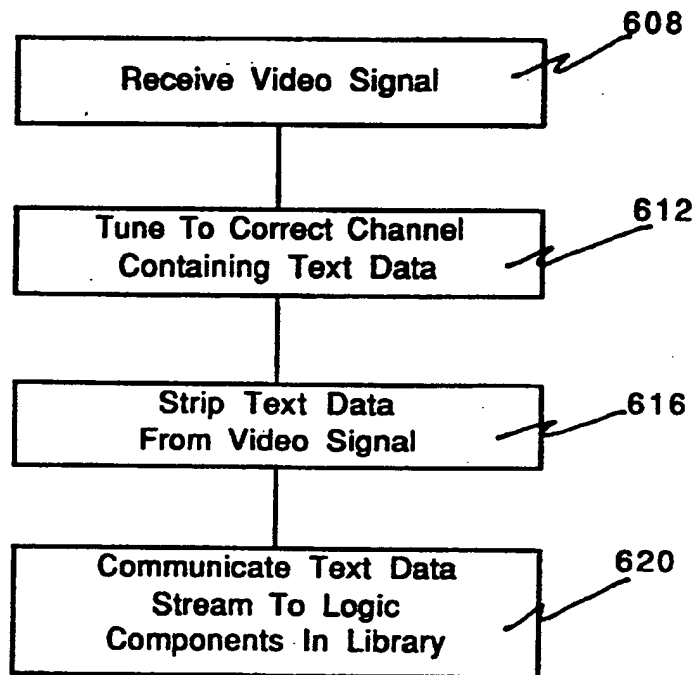 608
Receive Video Signal
612
Tune To Correct Channel
Containing Text Data
616
Strip Text Data
From Video Signal
620
Communicate Text Data
Stream To Logic
Components In Library